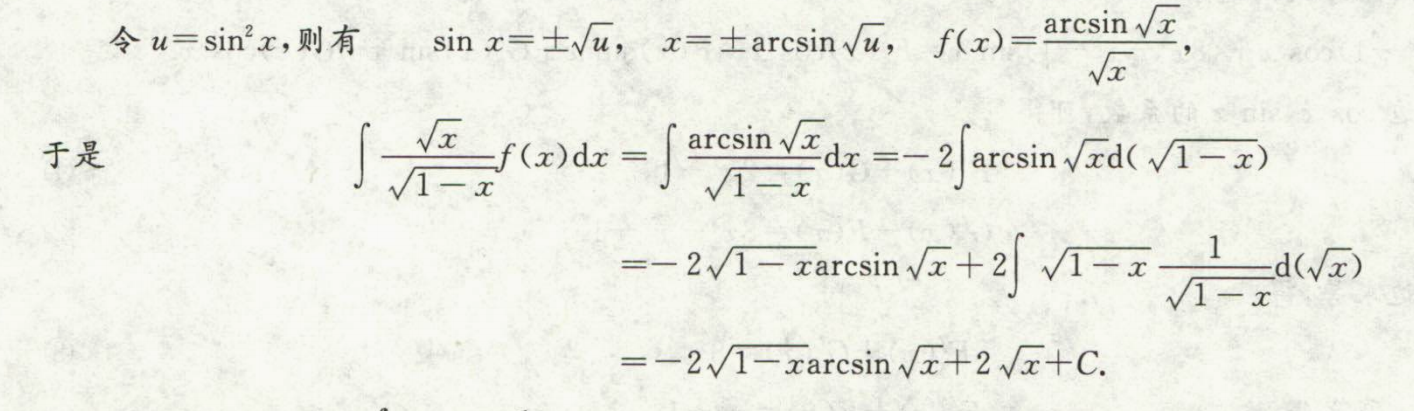 令 u=sin²x,则有 sin x=±√u, x=±arcsin√u, f(x)=arcsin√x/√x,
于是 ∫ √x/√(1-x) f(x)dx = ∫ arcsin√x/√(1-x) dx =-2∫arcsin√xd(√(1-x))
=-2√(1-x)arcsin√x+2∫ √(1-x) 1/√(1-x) d(√x)
=-2√(1-x)arcsin√x+2√x+C.